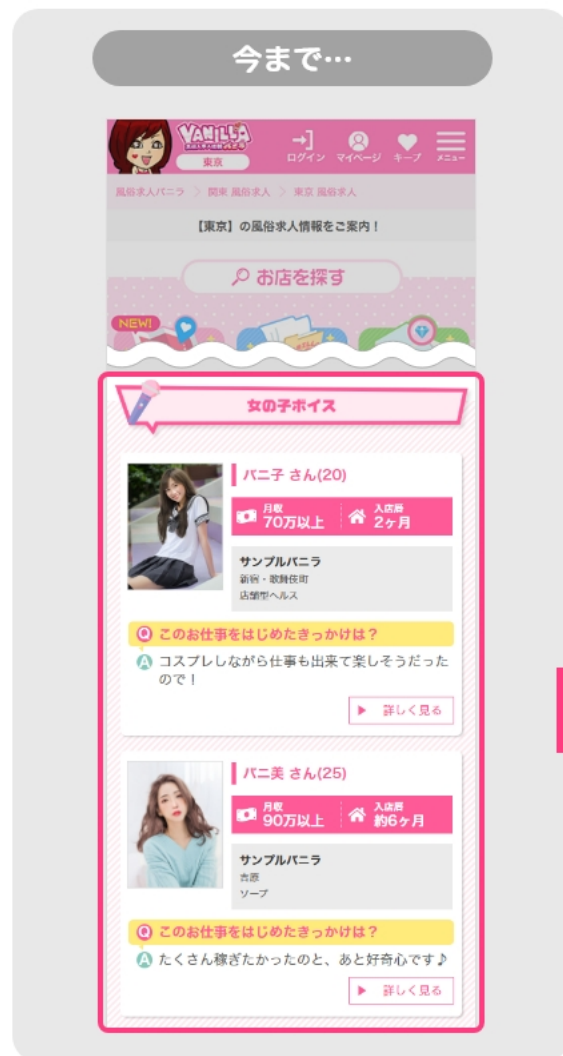 今まで…
VANILLA
東京
ログイン マイページ キープ メニュー
風俗求人バニラ > 関東 風俗求人 > 東京 風俗求人
【東京】の風俗求人情報をご案内！
お店を探す
NEW!
女の子ボイス
バニ子 さん(20)
月収
70万以上
入店歴
2ヶ月
サンプルバニラ
新宿・歌舞伎町
店舗型ヘルス
Q このお仕事をはじめたきっかけは？
A コスプレしながら仕事も出来て楽しそうだった
ので！
▶ 詳しく見る
バニ美 さん(25)
月収
90万以上
入店歴
約6ヶ月
サンプルバニラ
吉原
ソープ
Q このお仕事をはじめたきっかけは？
A たくさん稼ぎたかったのと、あと好奇心です♪
▶ 詳しく見る